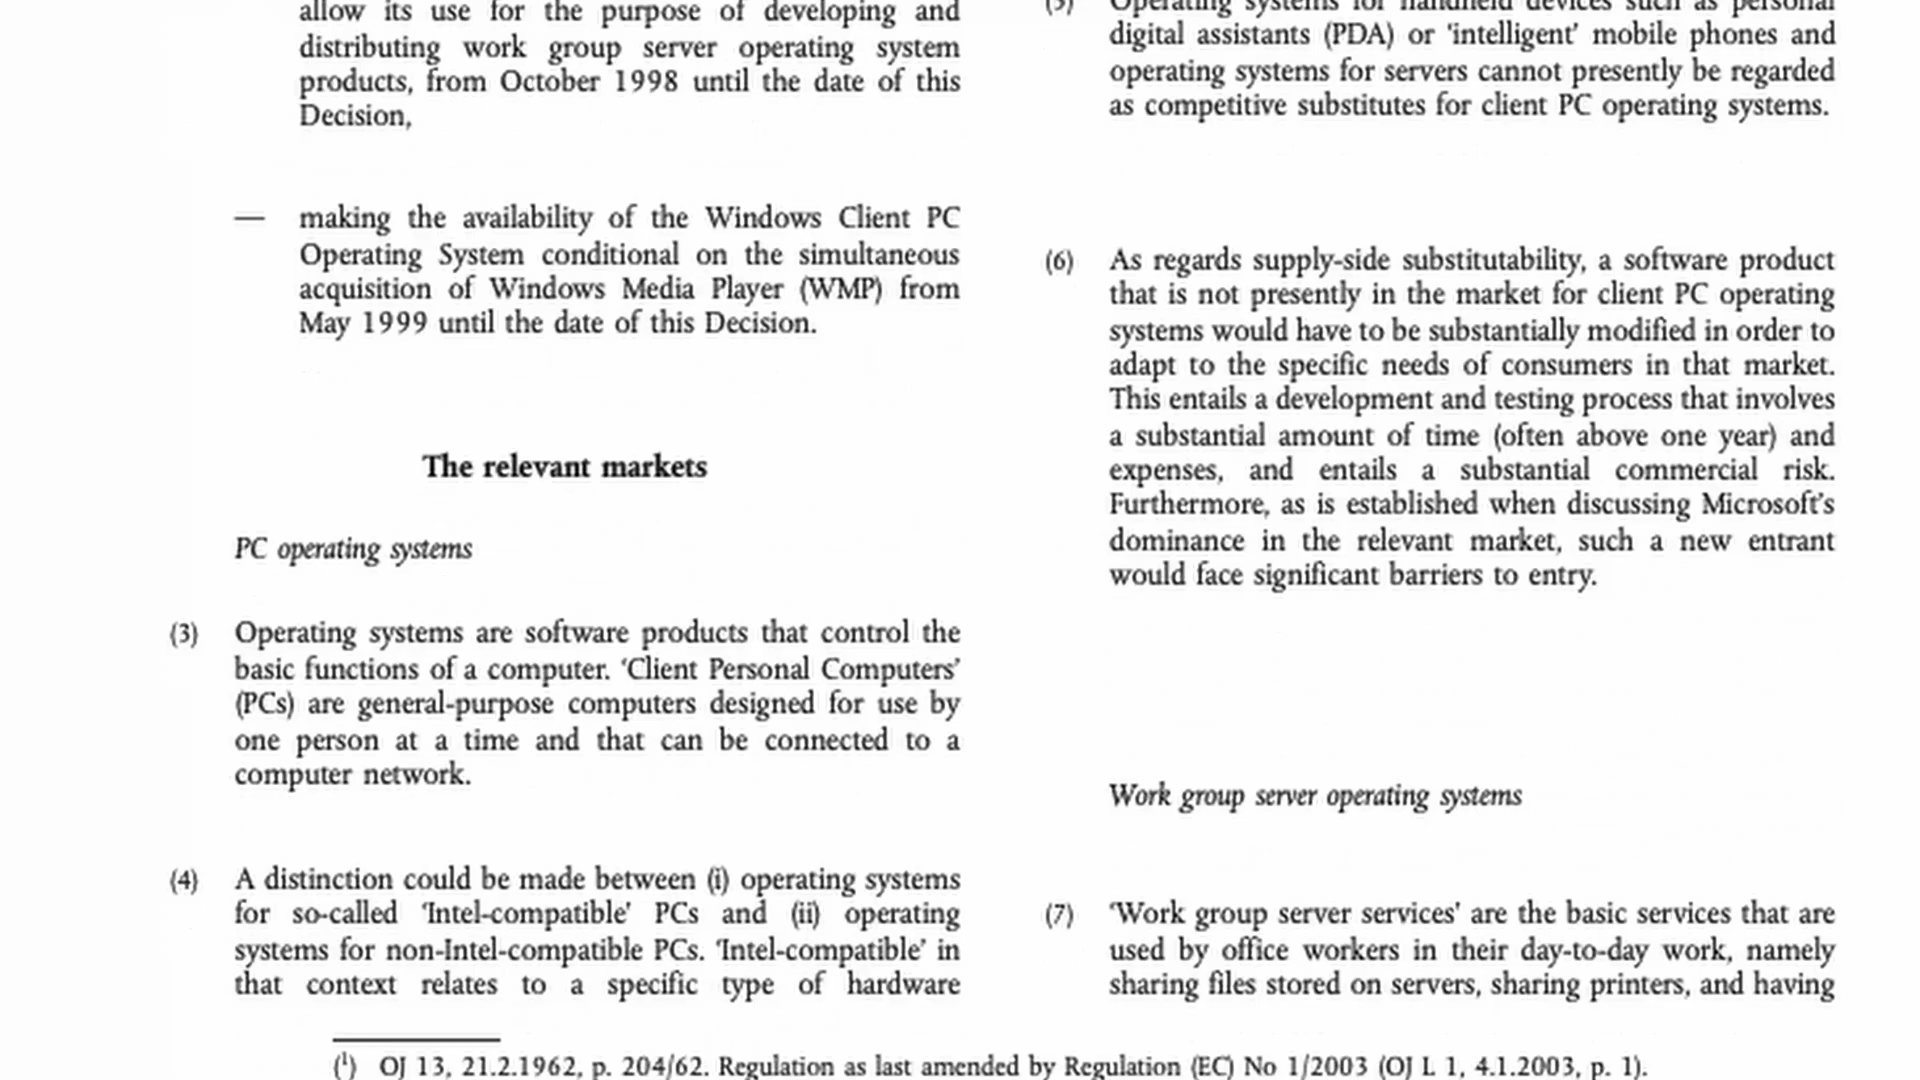 allow its use for the purpose of developing and
distributing work group server operating system
products, from October 1998 until the date of this
Decision,
— making the availability of the Windows Client PC
Operating System conditional on the simultaneous
acquisition of Windows Media Player (WMP) from
May 1999 until the date of this Decision.
The relevant markets
PC operating systems
(3) Operating systems are software products that control the
basic functions of a computer. ‘Client Personal Computers’
(PCs) are general-purpose computers designed for use by
one person at a time and that can be connected to a
computer network.
(4) A distinction could be made between (i) operating systems
for so-called ‘Intel-compatible’ PCs and (ii) operating
systems for non-Intel-compatible PCs. ‘Intel-compatible’ in
that context relates to a specific type of hardware
(5) Operating systems for handheld devices such as personal
digital assistants (PDA) or ‘intelligent’ mobile phones and
operating systems for servers cannot presently be regarded
as competitive substitutes for client PC operating systems.
(6) As regards supply-side substitutability, a software product
that is not presently in the market for client PC operating
systems would have to be substantially modified in order to
adapt to the specific needs of consumers in that market.
This entails a development and testing process that involves
a substantial amount of time (often above one year) and
expenses, and entails a substantial commercial risk.
Furthermore, as is established when discussing Microsoft’s
dominance in the relevant market, such a new entrant
would face significant barriers to entry.
Work group server operating systems
(7) ‘Work group server services’ are the basic services that are
used by office workers in their day-to-day work, namely
sharing files stored on servers, sharing printers, and having
(¹) OJ 13, 21.2.1962, p. 204/62. Regulation as last amended by Regulation (EC) No 1/2003 (OJ L 1, 4.1.2003, p. 1).